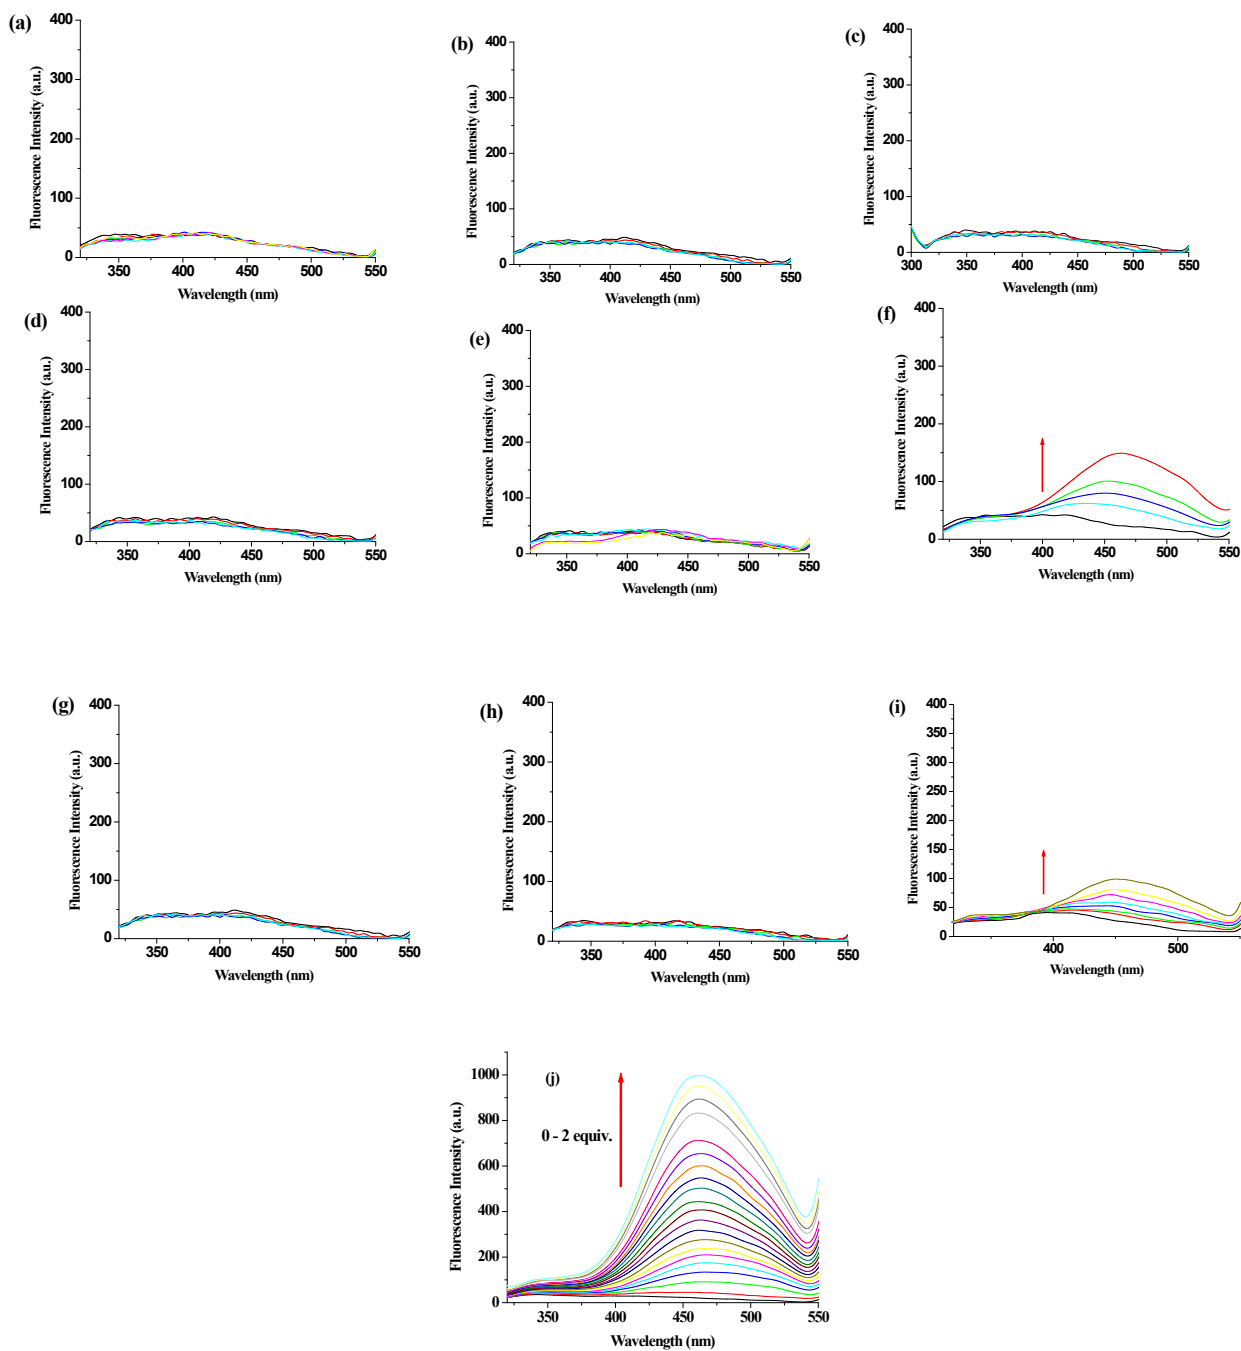 (a)
400
300
200
100
0
350 400 450 500 550
Wavelength (nm)
Fluorescence Intensity (a.u.)
(b)
400
300
200
100
0
350 400 450 500 550
Wavelength (nm)
Fluorescence Intensity (a.u.)
(c)
400
300
200
100
0
300 350 400 450 500 550
Wavelength (nm)
Fluorescence Intensity (a.u.)
(d)
400
300
200
100
0
350 400 450 500 550
Wavelength (nm)
Fluorescence Intensity (a.u.)
(e)
400
300
200
100
0
350 400 450 500 550
Wavelength (nm)
Fluorescence Intensity (a.u.)
(f)
400
300
200
100
0
350 400 450 500 550
Wavelength (nm)
Fluorescence Intensity (a.u.)
(g)
400
300
200
100
0
350 400 450 500 550
Wavelength (nm)
Fluorescence Intensity (a.u.)
(h)
400
300
200
100
0
350 400 450 500 550
Wavelength (nm)
Fluorescence Intensity (a.u.)
(i)
400
350
300
250
200
150
100
50
0
400 500
Wavelength (nm)
Fluorescence Intensity (a.u.)
(j)
0 - 2 equiv.
1000
800
600
400
200
0
350 400 450 500 550
Wavelength (nm)
Fluorescence Intensity (a.u.)